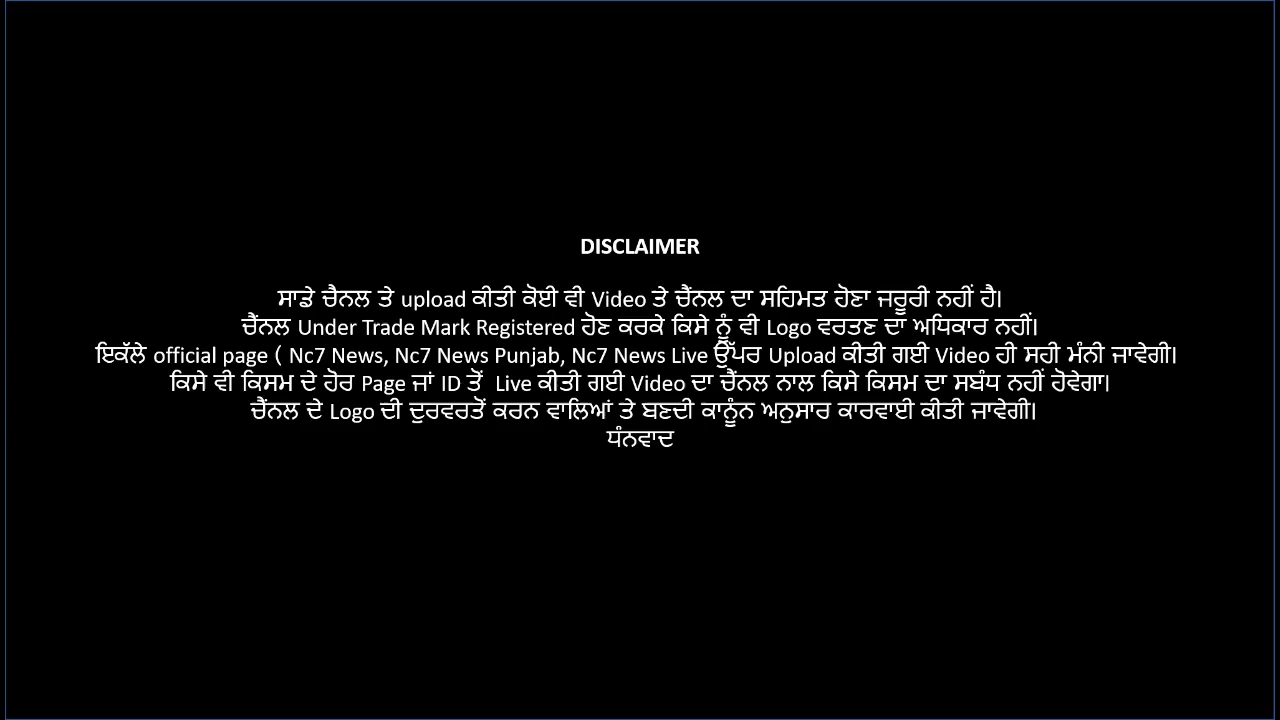 DISCLAIMER
ਸਾਡੇ ਚੈਨਲ ਤੇ upload ਕੀਤੀ ਕੋਈ ਵੀ Video ਤੇ ਚੈੱਨਲ ਦਾ ਸਹਿਮਤ ਹੋਣਾ ਜਰੂਰੀ ਨਹੀਂ ਹੈ।
ਚੈੱਨਲ Under Trade Mark Registered ਹੋਣ ਕਰਕੇ ਕਿਸੇ ਨੂੰ ਵੀ Logo ਵਰਤਣ ਦਾ ਅਧਿਕਾਰ ਨਹੀਂ।
ਇਕੱਲੇ official page ( Nc7 News, Nc7 News Punjab, Nc7 News Live ਉੱਪਰ Upload ਕੀਤੀ ਗਈ Video ਹੀ ਸਹੀ ਮੰਨੀ ਜਾਵੇਗੀ।
ਕਿਸੇ ਵੀ ਕਿਸਮ ਦੇ ਹੋਰ Page ਜਾਂ ID ਤੋਂ Live ਕੀਤੀ ਗਈ Video ਦਾ ਚੈੱਨਲ ਨਾਲ ਕਿਸੇ ਕਿਸਮ ਦਾ ਸਬੰਧ ਨਹੀਂ ਹੋਵੇਗਾ।
ਚੈੱਨਲ ਦੇ Logo ਦੀ ਦੁਰਵਰਤੋਂ ਕਰਨ ਵਾਲਿਆਂ ਤੇ ਬਣਦੀ ਕਾਨੂੰਨ ਅਨੁਸਾਰ ਕਾਰਵਾਈ ਕੀਤੀ ਜਾਵੇਗੀ।
ਧੰਨਵਾਦ